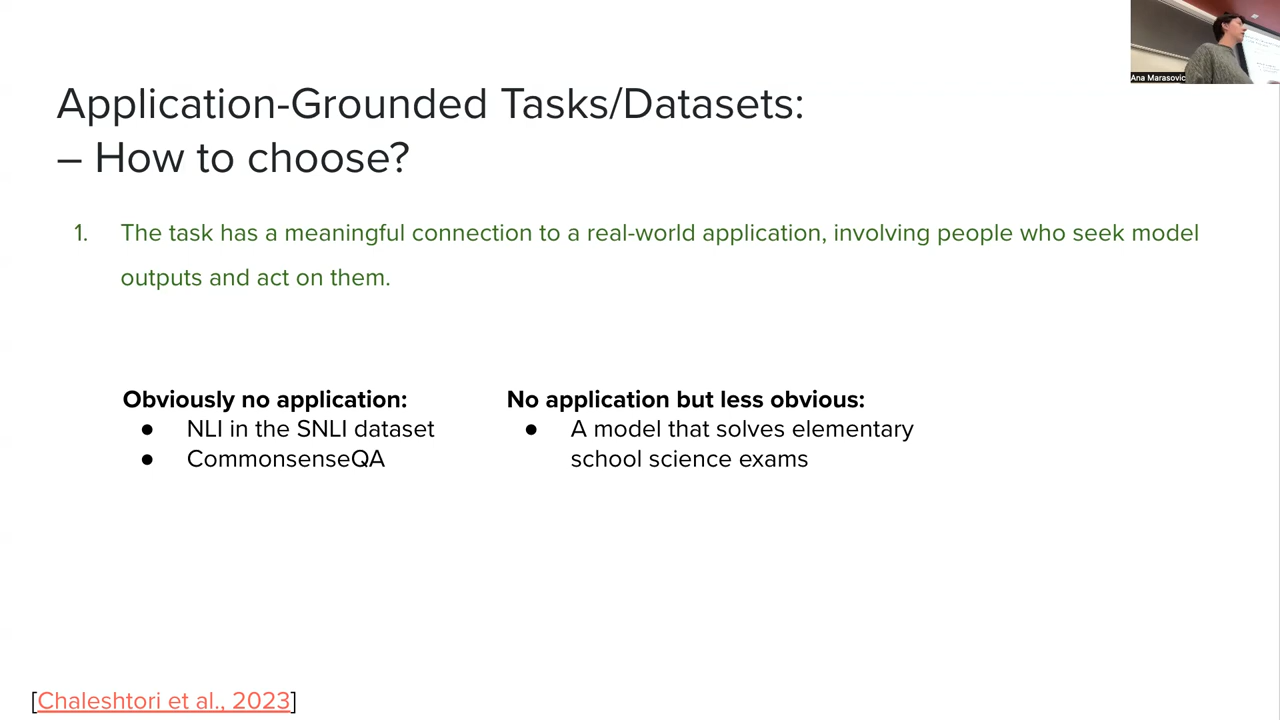 Ana Marasovic
Application-Grounded Tasks/Datasets:
– How to choose?
1. The task has a meaningful connection to a real-world application, involving people who seek model
outputs and act on them.
Obviously no application:
● NLI in the SNLI dataset
● CommonsenseQA
No application but less obvious:
● A model that solves elementary
school science exams
[Chaleshtori et al., 2023]